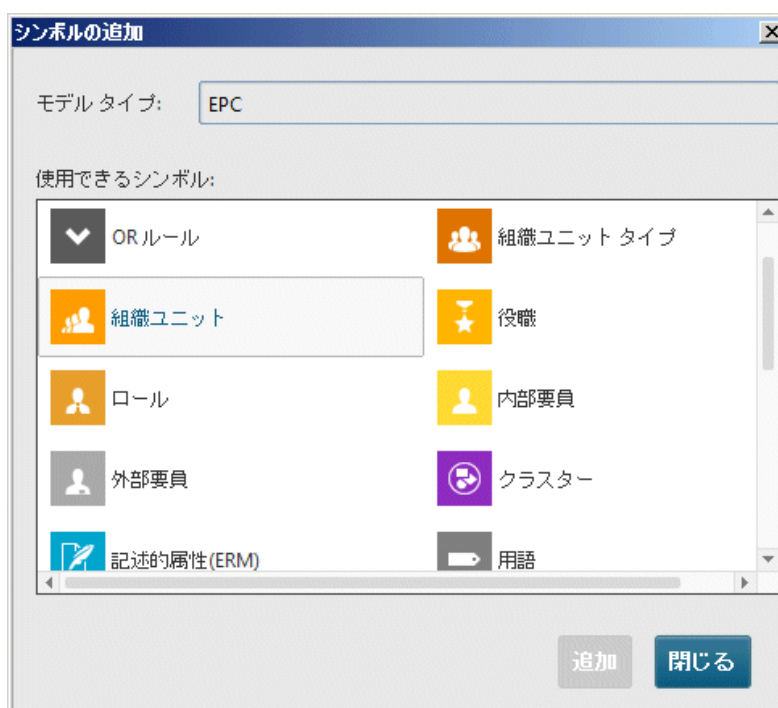 シンボルの追加
モデル タイプ: EPC
使用できるシンボル:
OR ルール
組織ユニット タイプ
組織ユニット
役職
ロール
内部要員
外部要員
クラスター
記述的属性(ERM)
用語
追加
閉じる